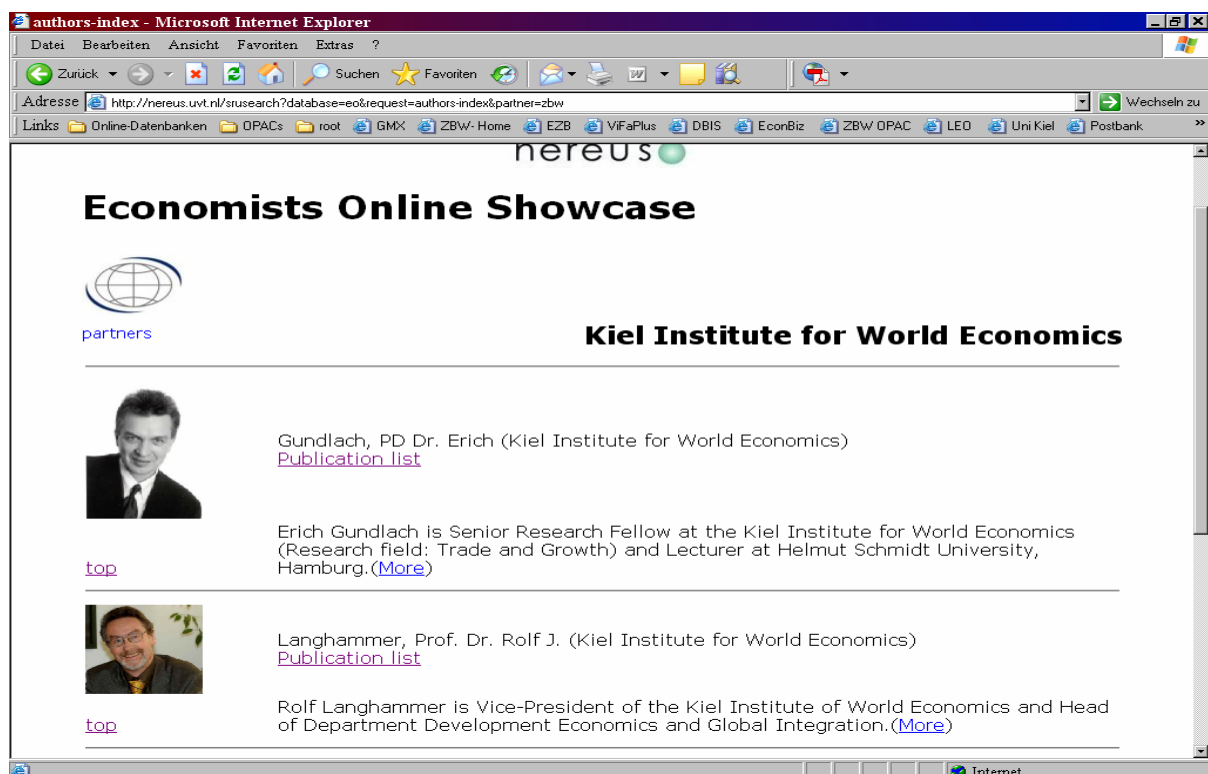 authors-index - Microsoft Internet Explorer
Datei Bearbeiten Ansicht Favoriten Extras ?
Zurück Suchen Favoriten
Adresse http://nereus.uvt.nl/srusearch?database=eo&request=authors-index&partner=zbw Wechseln zu
Links Online-Datenbanken OPACs root GMX ZBW-Home EZB ViFaPlus DBIS EconBiz ZBW OPAC LEO Uni Kiel Postbank »
nereus
Economists Online Showcase
partners
Kiel Institute for World Economics
Gundlach, PD Dr. Erich (Kiel Institute for World Economics)
Publication list
Erich Gundlach is Senior Research Fellow at the Kiel Institute for World Economics
(Research field: Trade and Growth) and Lecturer at Helmut Schmidt University,
top Hamburg.(More)
Langhammer, Prof. Dr. Rolf J. (Kiel Institute for World Economics)
Publication list
Rolf Langhammer is Vice-President of the Kiel Institute of World Economics and Head
top of Department Development Economics and Global Integration.(More)
Internet